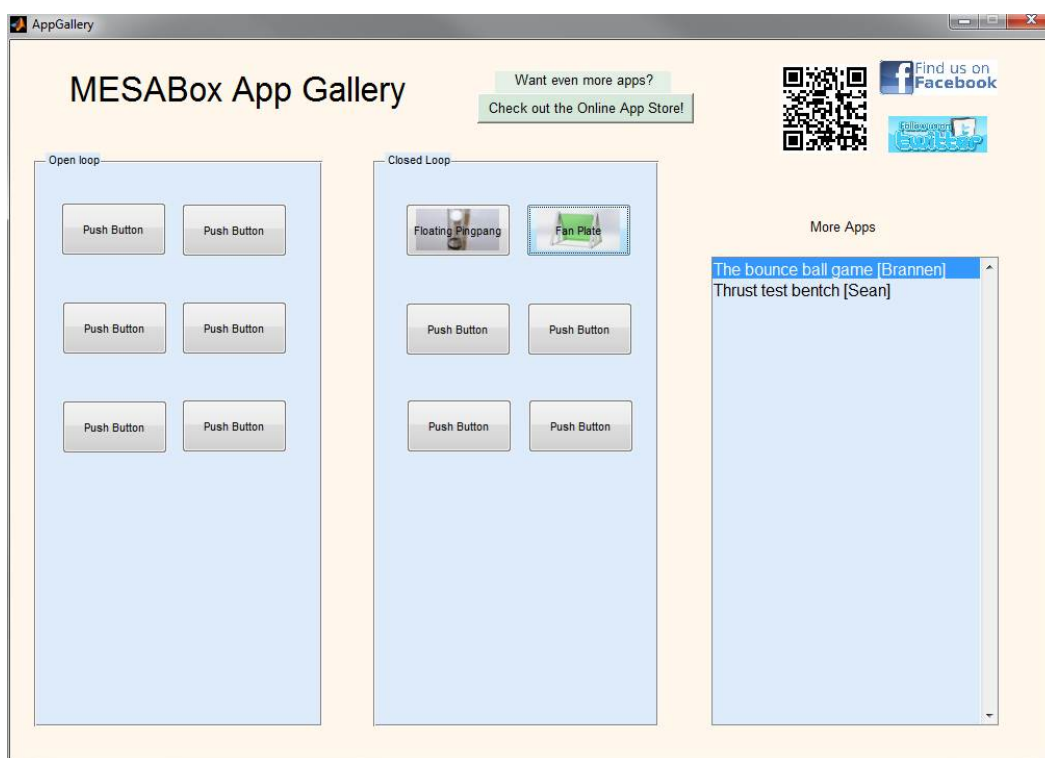 AppGallery
MESABox App Gallery
Want even more apps?
Check out the Online App Store!
Find us on
Facebook
twitter
Open loop
Push Button
Push Button
Push Button
Push Button
Push Button
Push Button
Closed Loop
Floating Pingpang
Fan Plate
Push Button
Push Button
Push Button
Push Button
More Apps
The bounce ball game [Brannen]
Thrust test bentch [Sean]